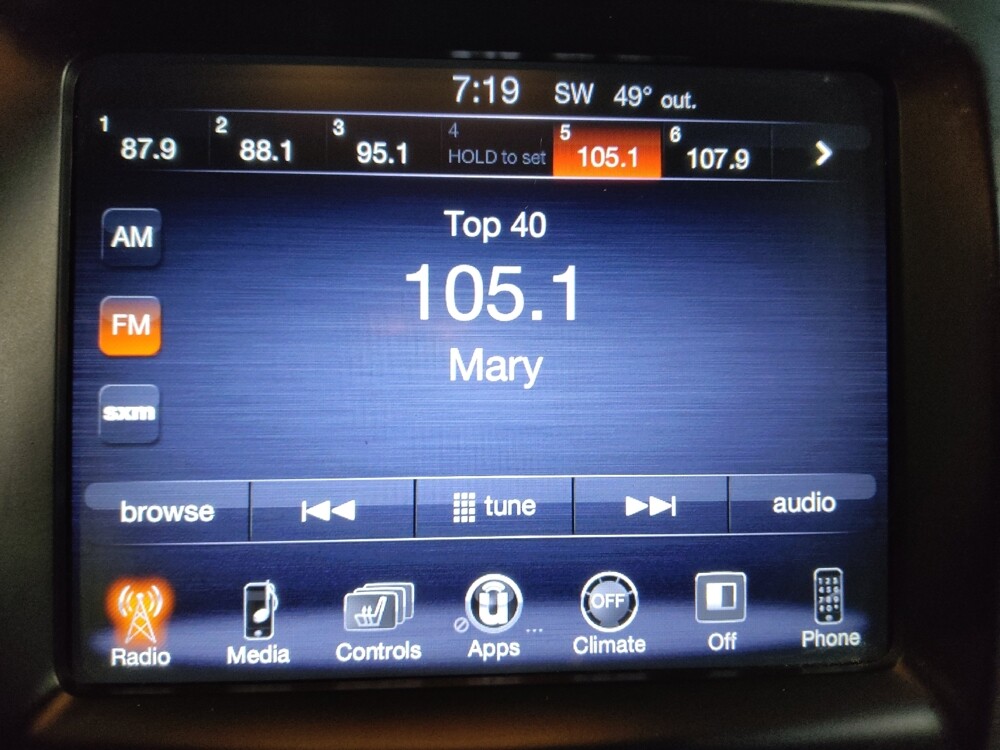 7:19 SW 49° out.
1 87.9 2 88.1 3 95.1 4 HOLD to set 5 105.1 6 107.9
AM
Top 40
105.1
FM
Mary
sxm
browse tune audio
OFF
Radio Media Controls Apps Climate Off Phone